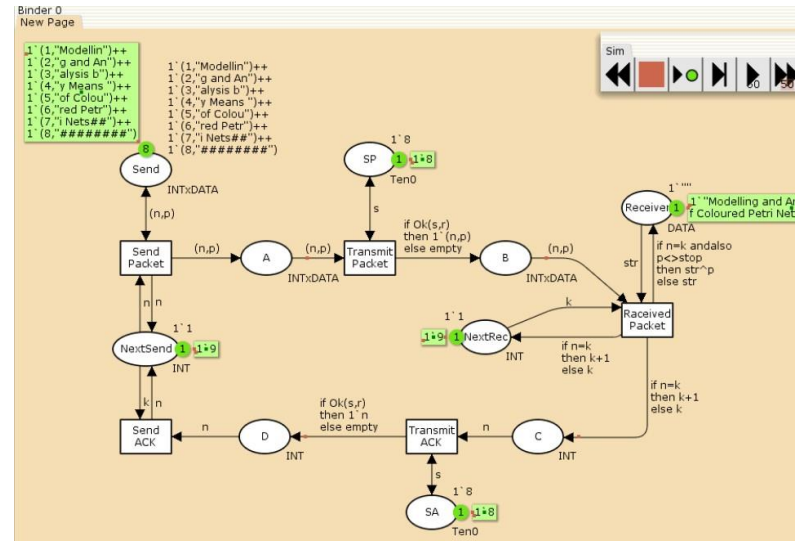 Binder 0
New Page
1`(1,"Modellin")++
1`(2,"g and An")++
1`(3,"alysis b")++
1`(4,"y Means ")++
1`(5,"of Colou")++
1`(6,"red Petr")++
1`(7,"i Nets##")++
1`(8,"########")
1`(1,"Modellin")++
1`(2,"g and An")++
1`(3,"alysis b")++
1`(4,"y Means ")++
1`(5,"of Colou")++
1`(6,"red Petr")++
1`(7,"i Nets##")++
1`(8,"########")
Sim
50
8
Send
INTxDATA
1`8
SP
1
1`8
Ten0
1`""
Receiver
1
1`"Modelling and An
f Coloured Petri Net
DATA
(n,p)
s
if Ok(s,r)
then 1`(n,p)
else empty
str
if n=k andalso
p<>stop
then str^p
else str
Send
Packet
(n,p)
A
INTxDATA
(n,p)
Transmit
Packet
B
INTxDATA
(n,p)
Raceived
Packet
n
n
1`1
NextSend
1
1`9
INT
k
1`1
1`9
1
NextRec
INT
if n=k
then k+1
else k
if n=k
then k+1
else k
k
n
Send
ACK
n
D
INT
if Ok(s,r)
then 1`n
else empty
Transmit
ACK
n
C
INT
s
1`8
SA
1
1`8
Ten0